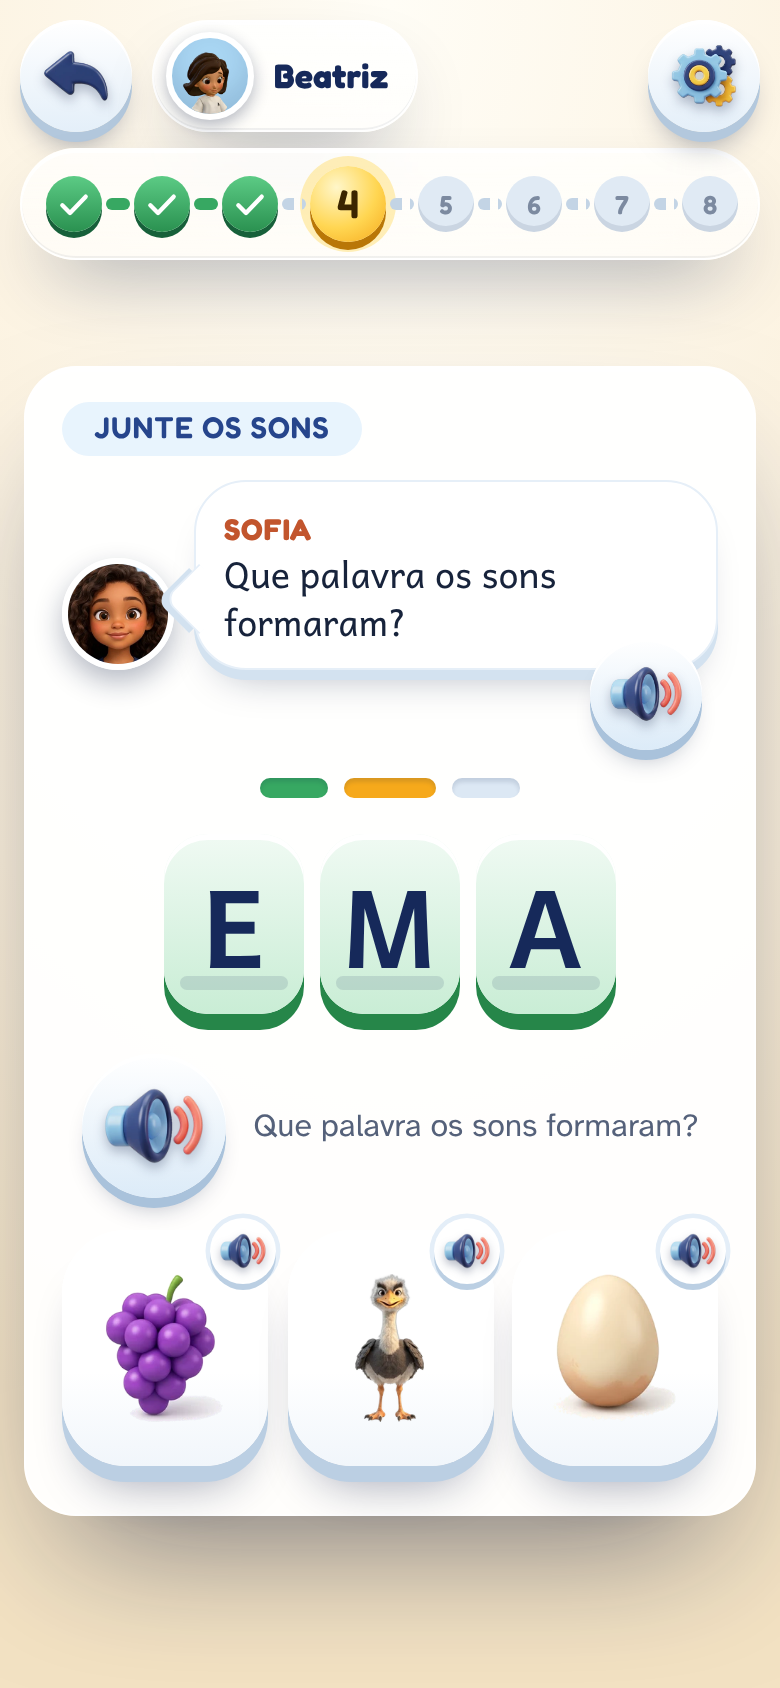 Beatriz
4 5 6 7 8
JUNTE OS SONS
SOFIA
Que palavra os sons
formaram?
E M A
Que palavra os sons formaram?